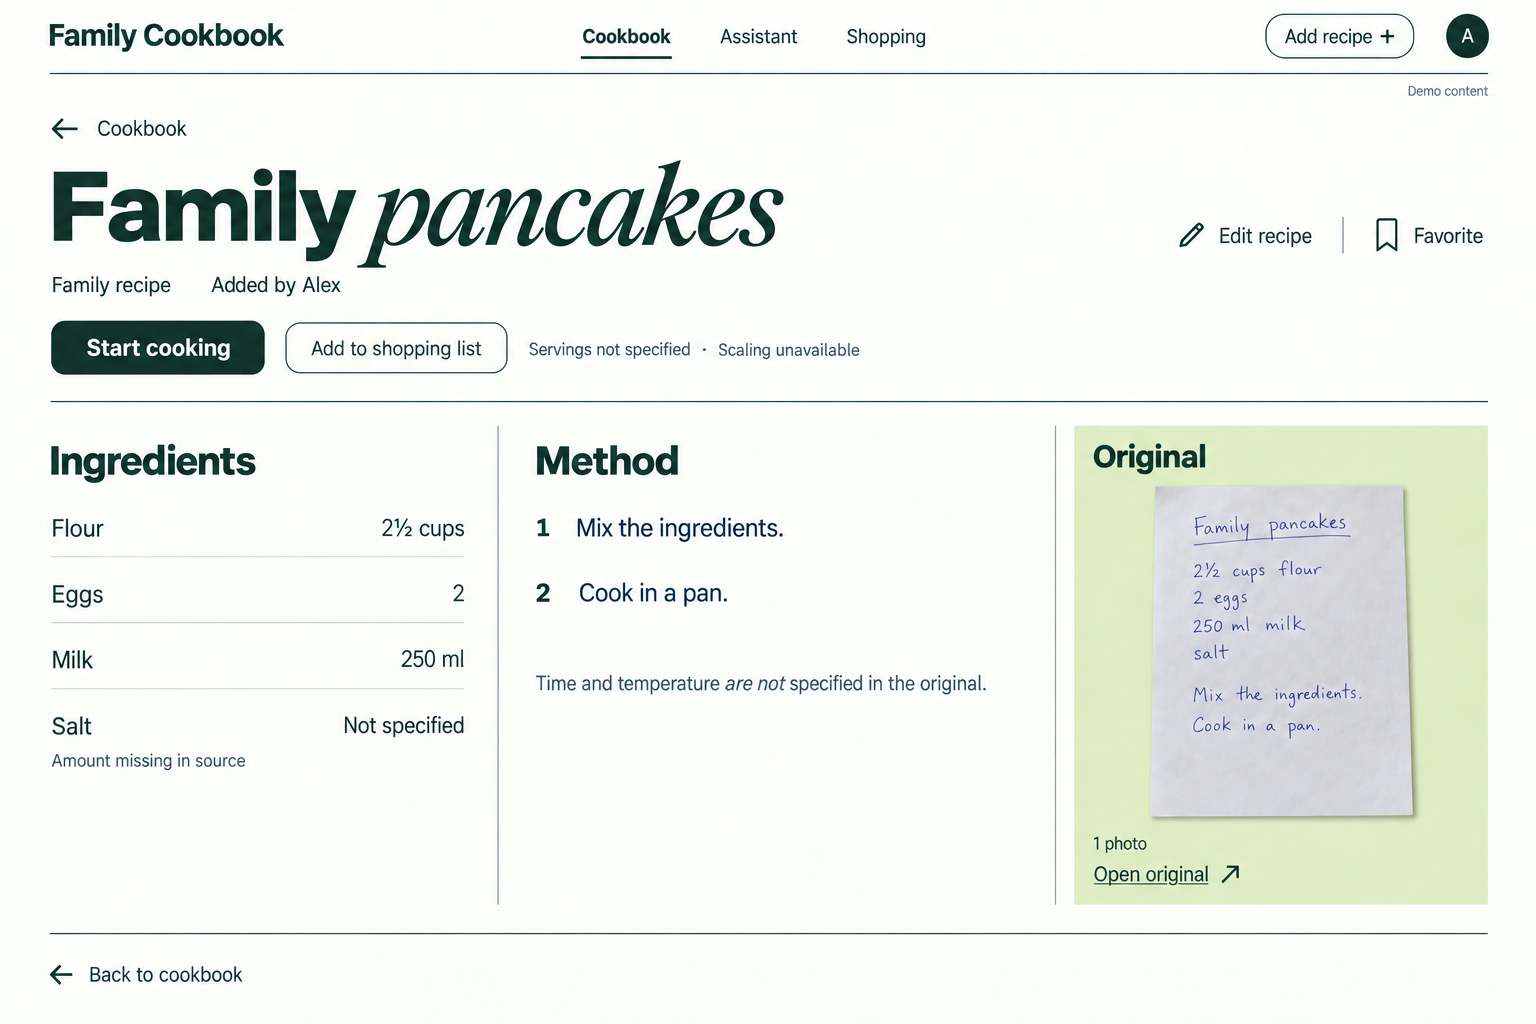 Family Cookbook
Cookbook
Assistant
Shopping
Add recipe +
A
Demo content
← Cookbook
Family pancakes
Edit recipe
Favorite
Family recipe
Added by Alex
Start cooking
Add to shopping list
Servings not specified · Scaling unavailable
Ingredients
Flour 2½ cups
Eggs 2
Milk 250 ml
Salt Not specified
Amount missing in source
Method
1 Mix the ingredients.
2 Cook in a pan.
Time and temperature are not specified in the original.
Original
Family pancakes
2½ cups flour
2 eggs
250 ml milk
salt
Mix the ingredients.
Cook in a pan.
1 photo
Open original ↗
← Back to cookbook